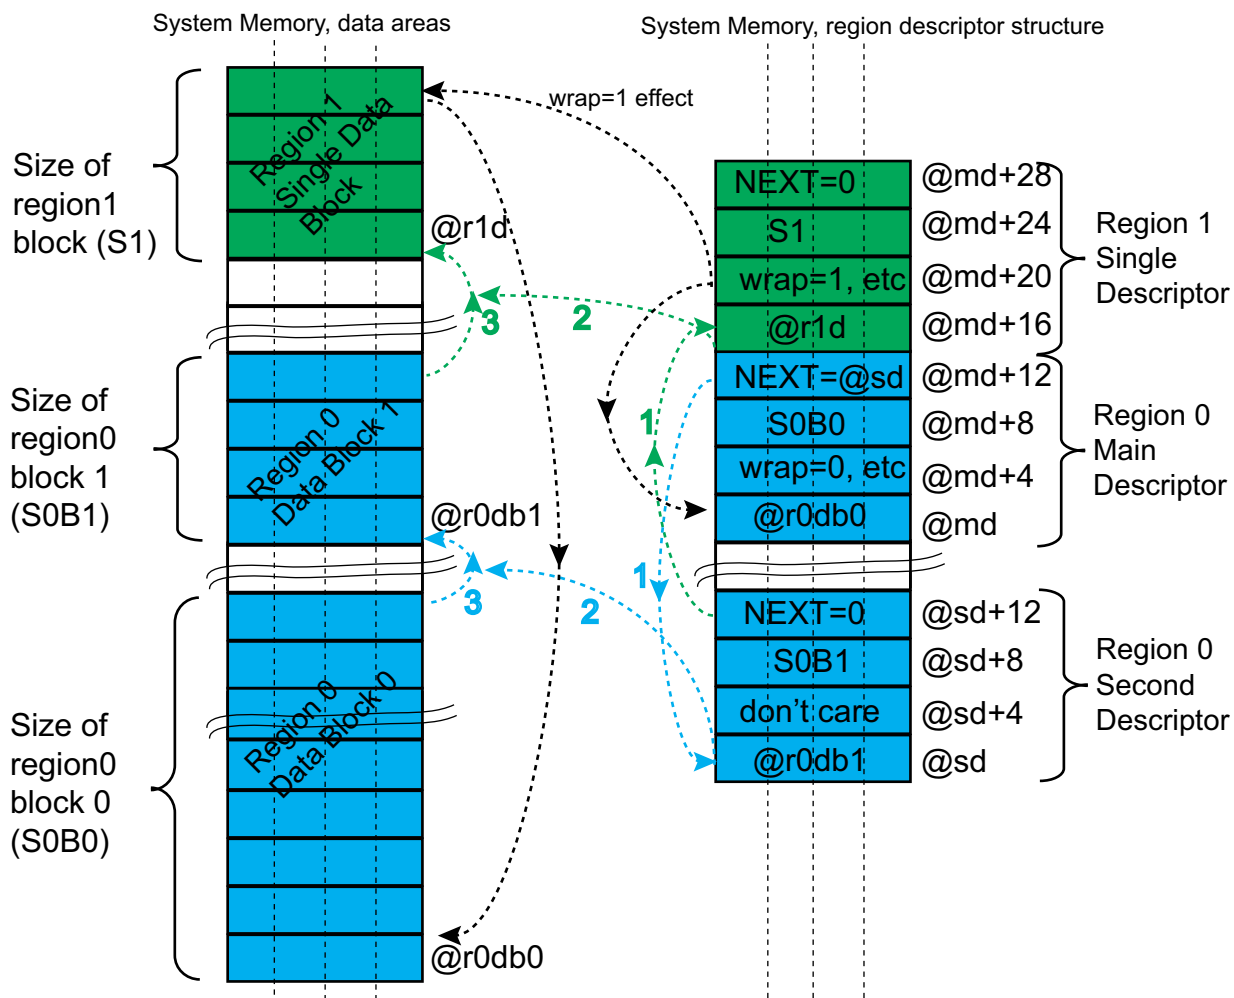 System Memory, data areas
System Memory, region descriptor structure
wrap=1 effect
Size of
region1
block (S1)
Region 1
Single Data
Block
@r1d
3
2
Size of
region0
block 1
(S0B1)
Region 0
Data Block 1
@r0db1
3
2
Size of
region0
block 0
(S0B0)
Region 0
Data Block 0
@r0db0
1
1
NEXT=0
@md+28
S1
@md+24
wrap=1, etc
@md+20
@r1d
@md+16
Region 1
Single
Descriptor
NEXT=@sd
@md+12
S0B0
@md+8
wrap=0, etc
@md+4
@r0db0
@md
Region 0
Main
Descriptor
NEXT=0
@sd+12
S0B1
@sd+8
don't care
@sd+4
@r0db1
@sd
Region 0
Second
Descriptor